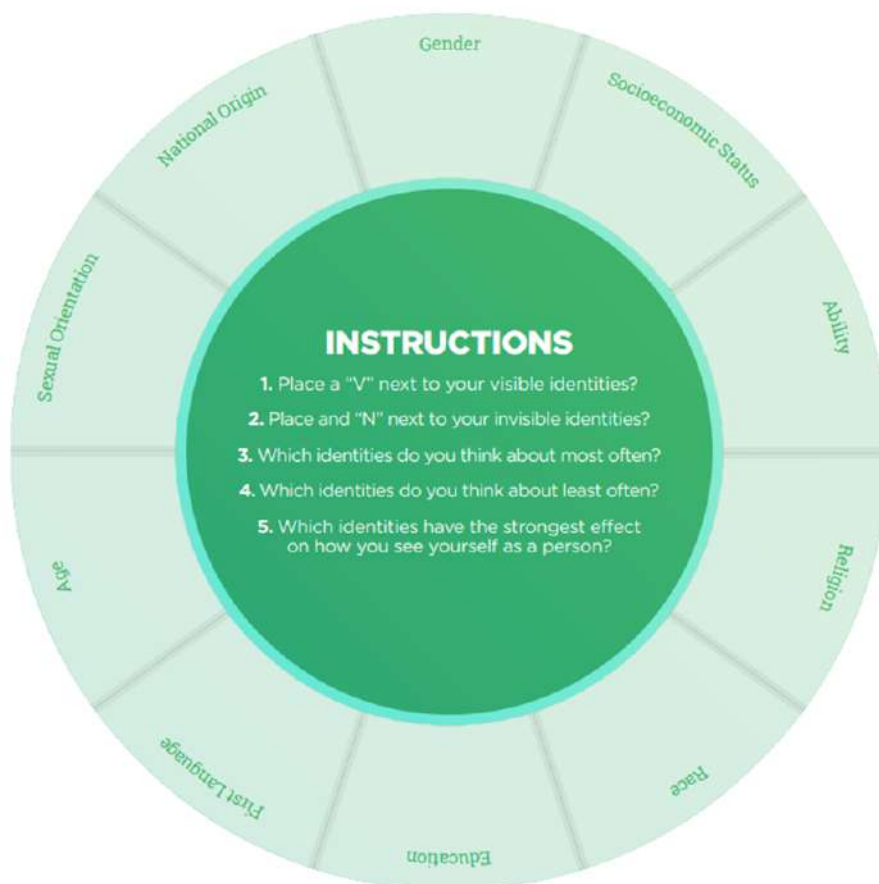 Gender
Socioeconomic Status
Ability
Religion
Race
Education
First Language
Age
Sexual Orientation
National Origin
INSTRUCTIONS
1. Place a “V” next to your visible identities?
2. Place and “N” next to your invisible identities?
3. Which identities do you think about most often?
4. Which identities do you think about least often?
5. Which identities have the strongest effect
on how you see yourself as a person?